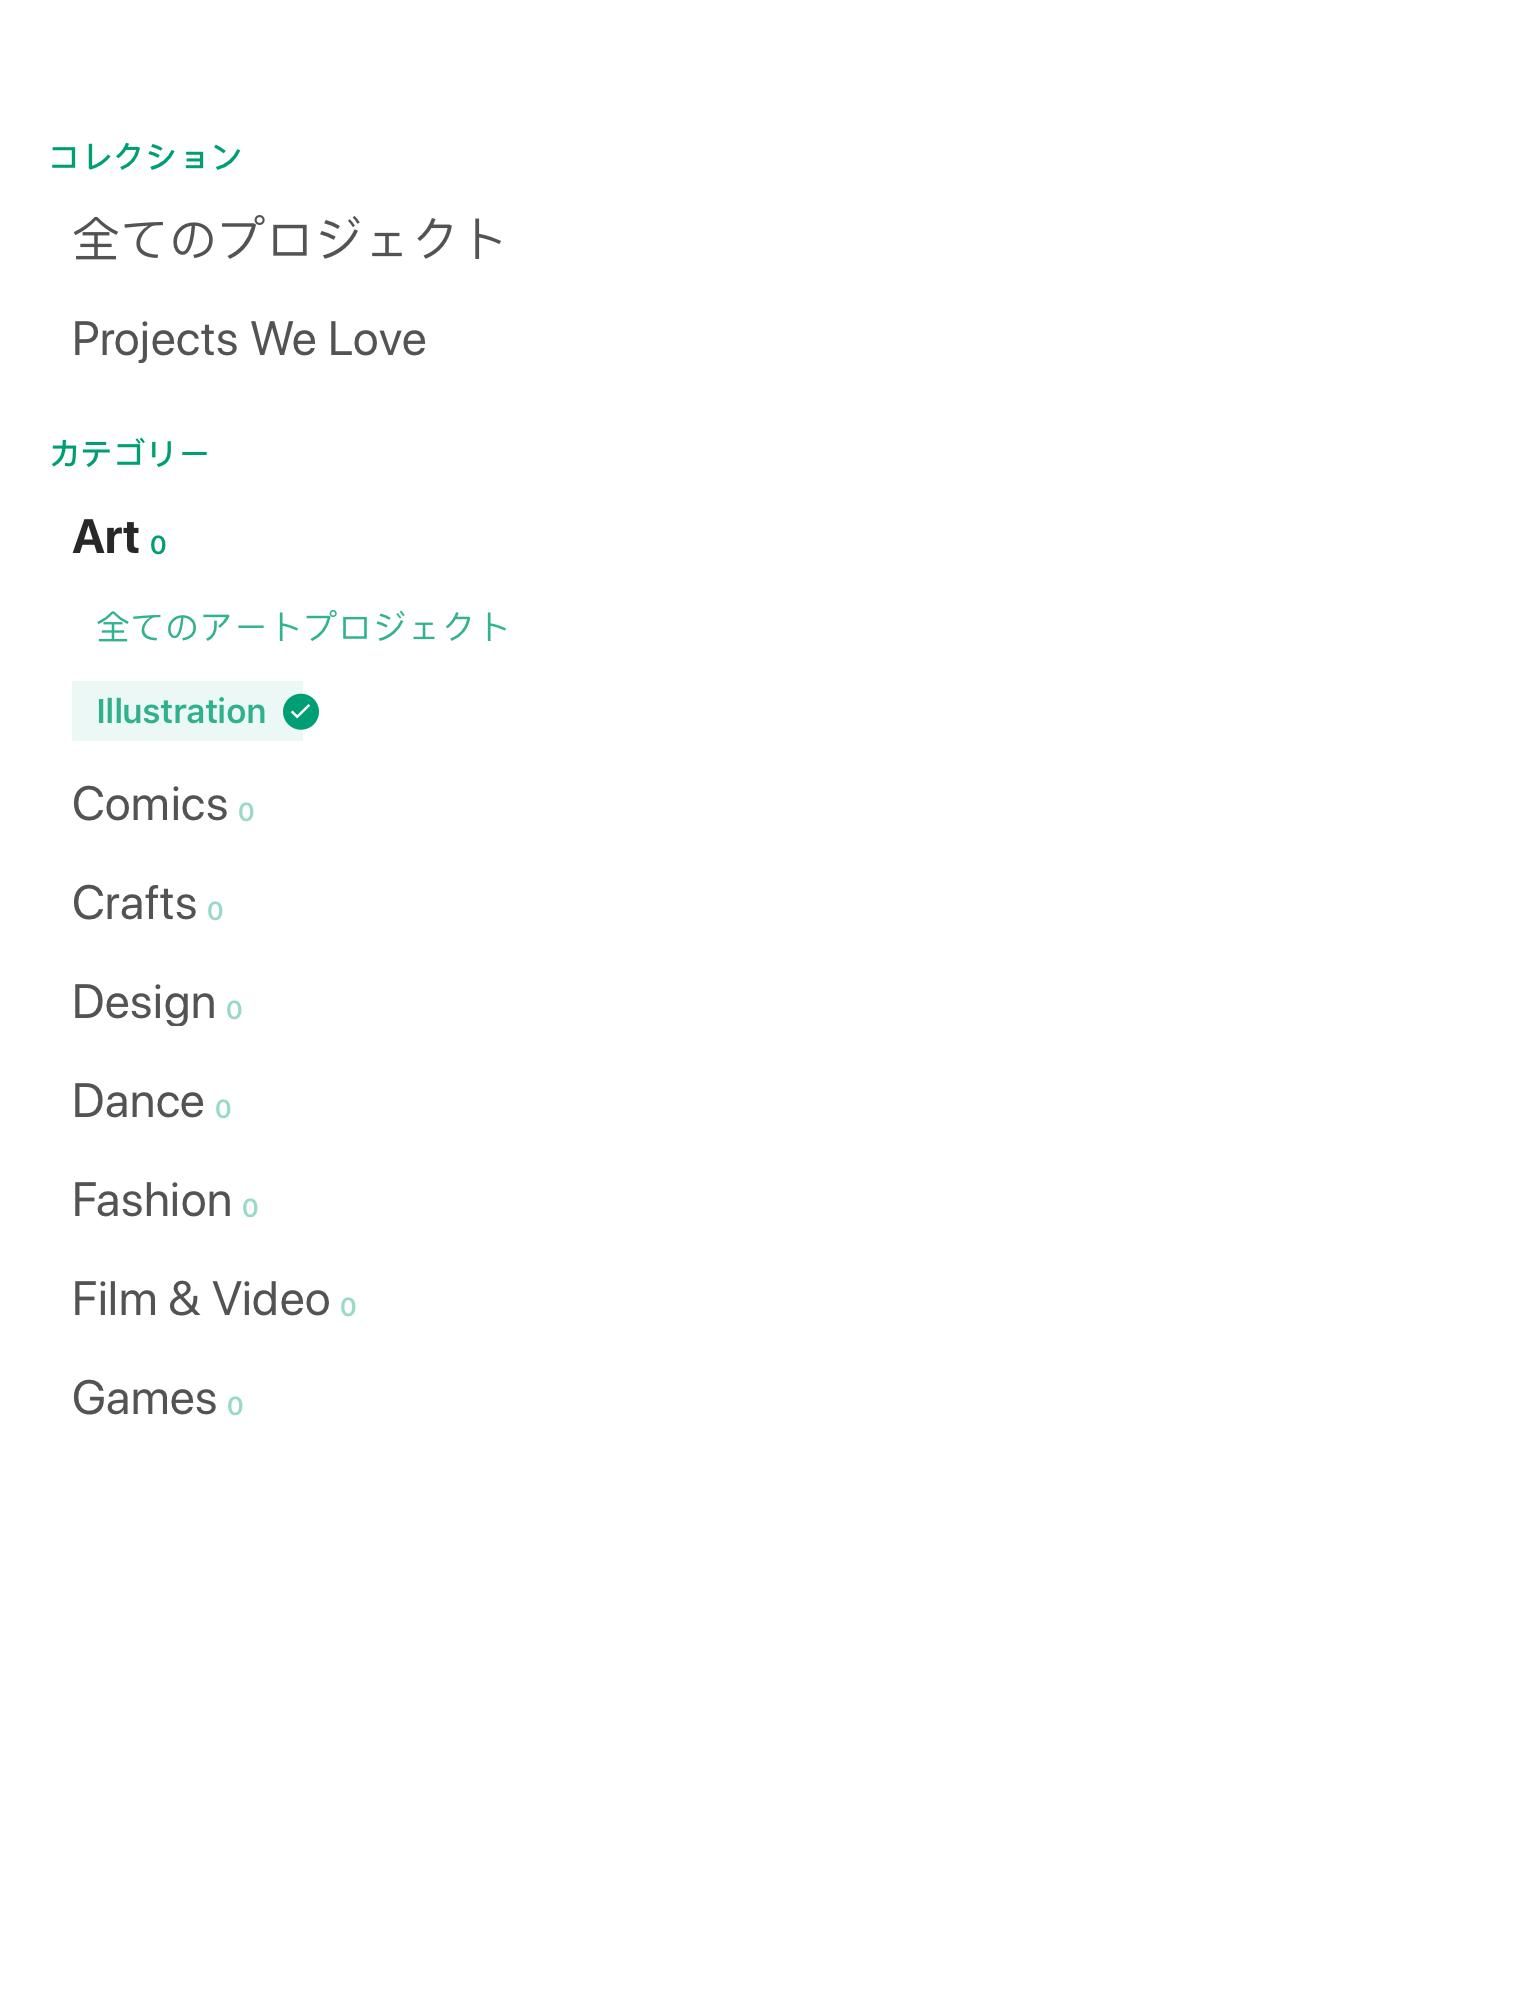 コレクション
全てのプロジェクト
Projects We Love
カテゴリー
Art 0
全てのアートプロジェクト
Illustration
Comics 0
Crafts 0
Design 0
Dance 0
Fashion 0
Film & Video 0
Games 0